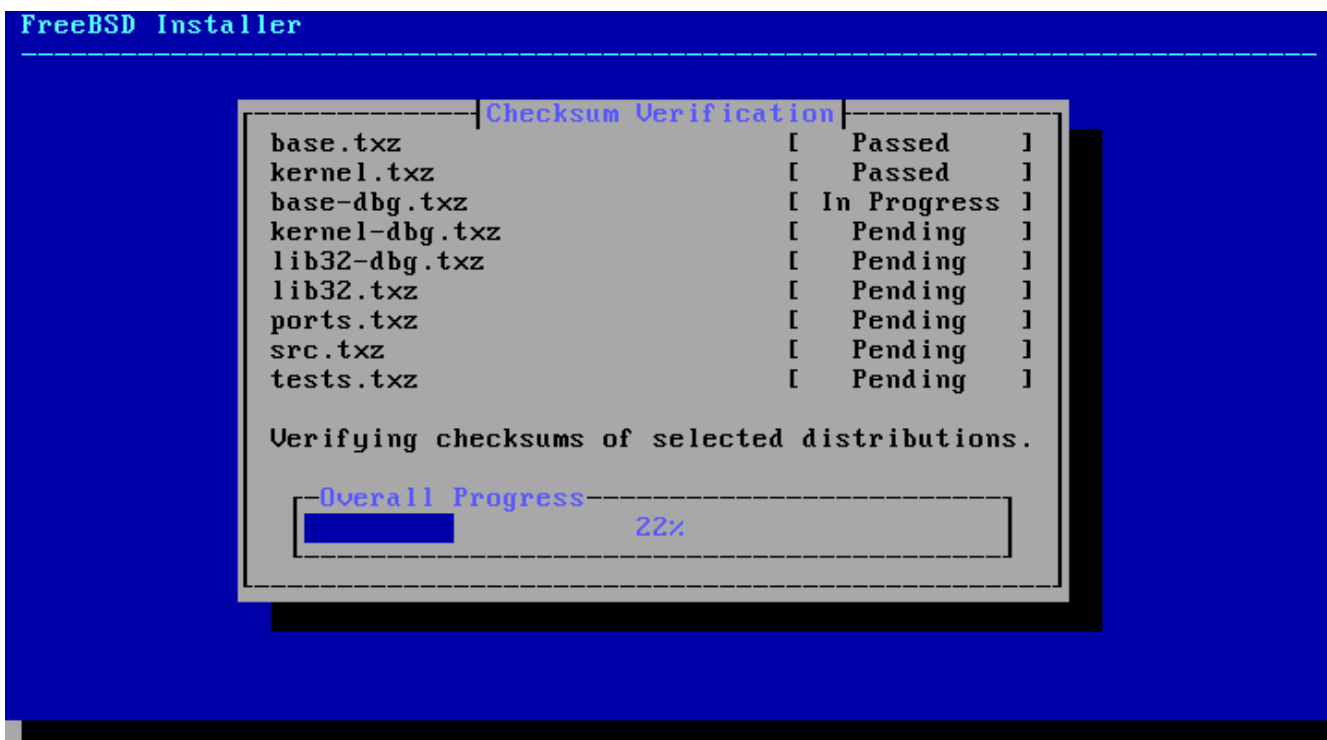 FreeBSD Installer
Checksum Verification
base.txz [ Passed ]
kernel.txz [ Passed ]
base-dbg.txz [ In Progress ]
kernel-dbg.txz [ Pending ]
lib32-dbg.txz [ Pending ]
lib32.txz [ Pending ]
ports.txz [ Pending ]
src.txz [ Pending ]
tests.txz [ Pending ]
Verifying checksums of selected distributions.
Overall Progress
22%